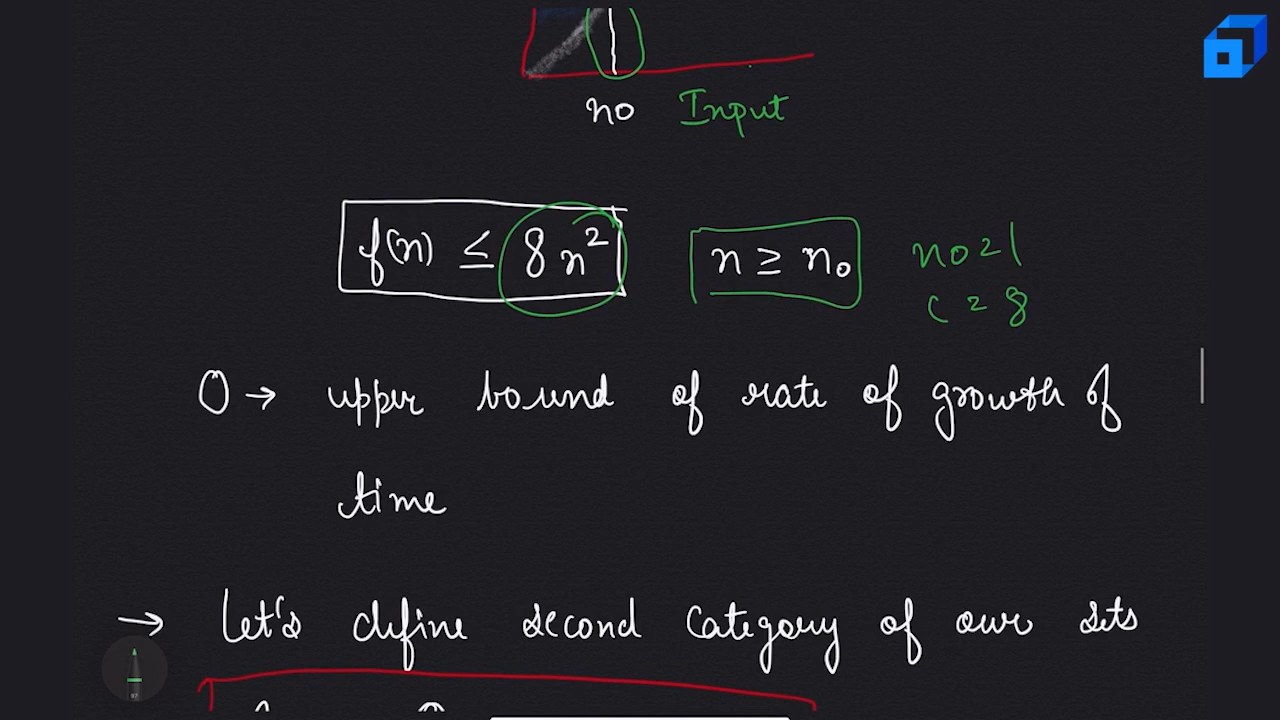 no Input
f(n) ≤ 8n² n ≥ n₀ no = 1
c = 8
O → upper bound of rate of growth of
time
→ Let's define second category of our sets